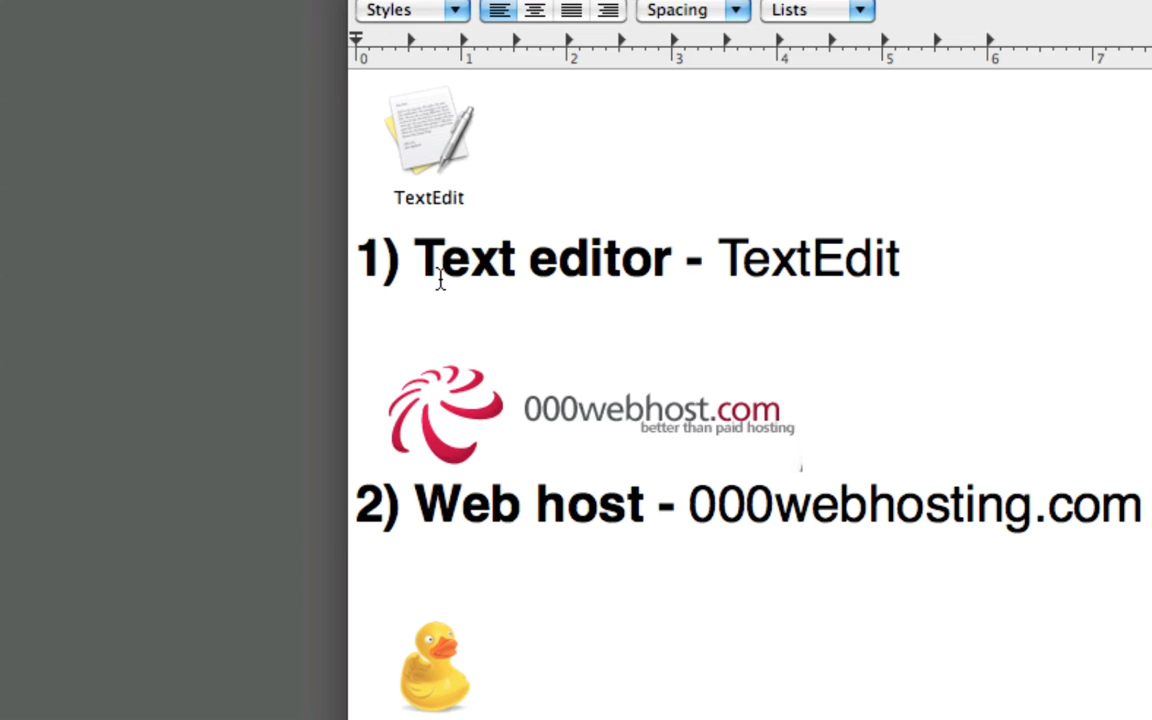 Styles Spacing Lists
0 1 2 3 4 5 6 7
TextEdit
1) Text editor - TextEdit
000webhost.com
better than paid hosting
2) Web host - 000webhosting.com